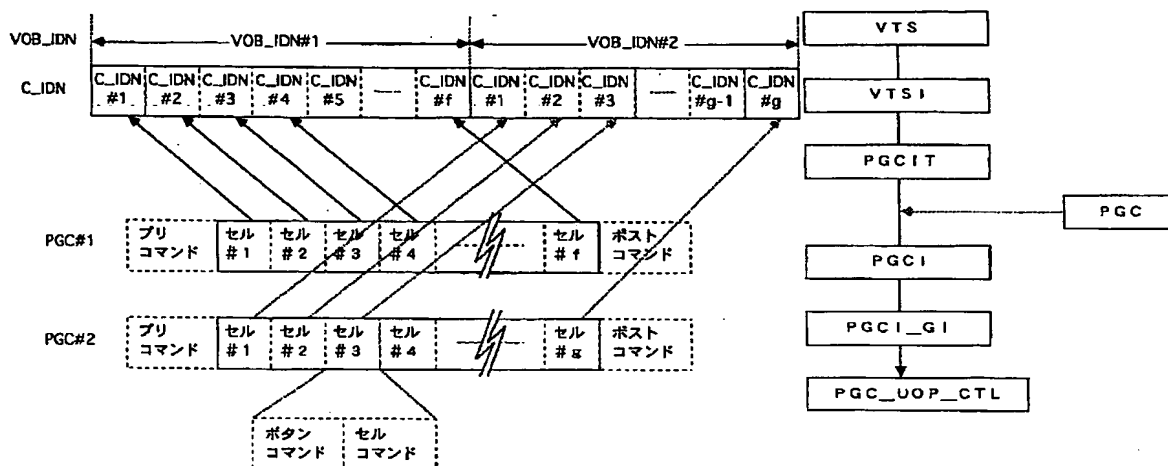 VOB_IDN VOB_IDN#1 VOB_IDN#2
C_IDN C_IDN C_IDN C_IDN C_IDN C_IDN C_IDN C_IDN C_IDN C_IDN C_IDN C_IDN
#1 #2 #3 #4 #5 #f #1 #2 #3 #g-1 #g
PGC#1 プリ セル セル セル セル セル ポスト
コマンド #1 #2 #3 #4 #f コマンド
PGC#2 プリ セル セル セル セル セル ポスト
コマンド #1 #2 #3 #4 #g コマンド
ボタン セル
コマンド コマンド
VTS
VTSI
PGCIT
PGC
PGCI
PGCI_GI
PGC_UOP_CTL